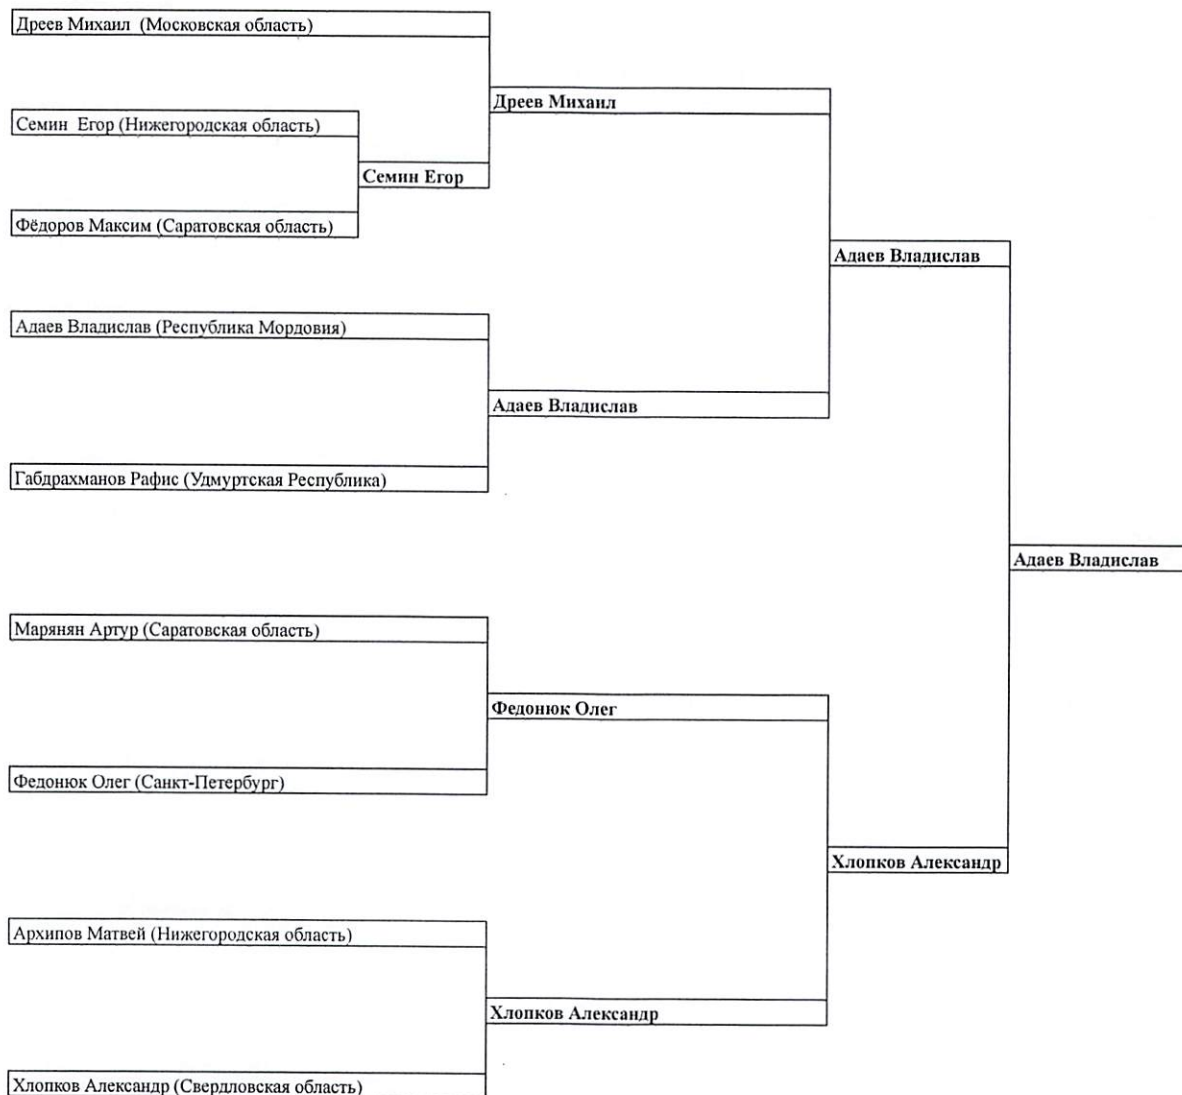 Дреев Михаил (Московская область)
Дреев Михаил
Семин Егор (Нижегородская область)
Семин Егор
Фёдоров Максим (Саратовская область)
Адаев Владислав
Адаев Владислав (Республика Мордовия)
Адаев Владислав
Габдрахманов Рафис (Удмуртская Республика)
Адаев Владислав
Марянян Артур (Саратовская область)
Федонюк Олег
Федонюк Олег (Санкт-Петербург)
Хлопков Александр
Архипов Матвей (Нижегородская область)
Хлопков Александр
Хлопков Александр (Свердловская область)